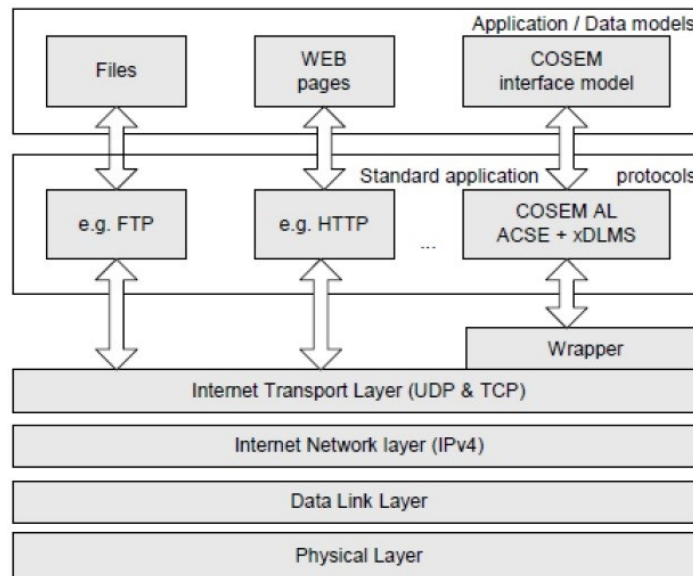 Application / Data models
Files
WEB
pages
COSEM
interface model
Standard application protocols
e.g. FTP
e.g. HTTP
...
COSEM AL
ACSE + xDLMS
Wrapper
Internet Transport Layer (UDP & TCP)
Internet Network layer (IPv4)
Data Link Layer
Physical Layer